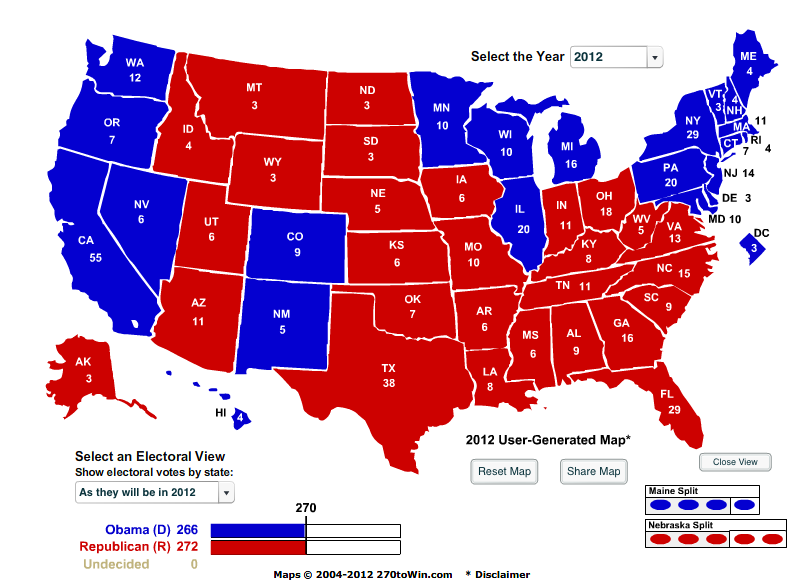 Select the Year 2012
WA
12
OR
7
CA
55
NV
6
ID
4
MT
3
WY
3
UT
6
AZ
11
CO
9
NM
5
ND
3
SD
3
NE
5
KS
6
OK
7
TX
38
MN
10
IA
6
MO
10
AR
6
LA
8
WI
10
IL
20
MI
16
IN
11
OH
18
KY
8
TN 11
MS
6
AL
9
GA
16
FL
29
SC
9
NC 15
VA
13
WV
5
PA
20
NY
29
VT
3
4
NH
ME
4
MA 11
RI
4
CT
7
NJ 14
DE 3
MD 10
DC
3
AK
3
HI 4
2012 User-Generated Map*
Reset Map
Share Map
Close View
Select an Electoral View
Show electoral votes by state:
As they will be in 2012
270
Obama (D) 266
Republican (R) 272
Undecided 0
Maine Split
Nebraska Split
Maps © 2004-2012 270toWin.com * Disclaimer